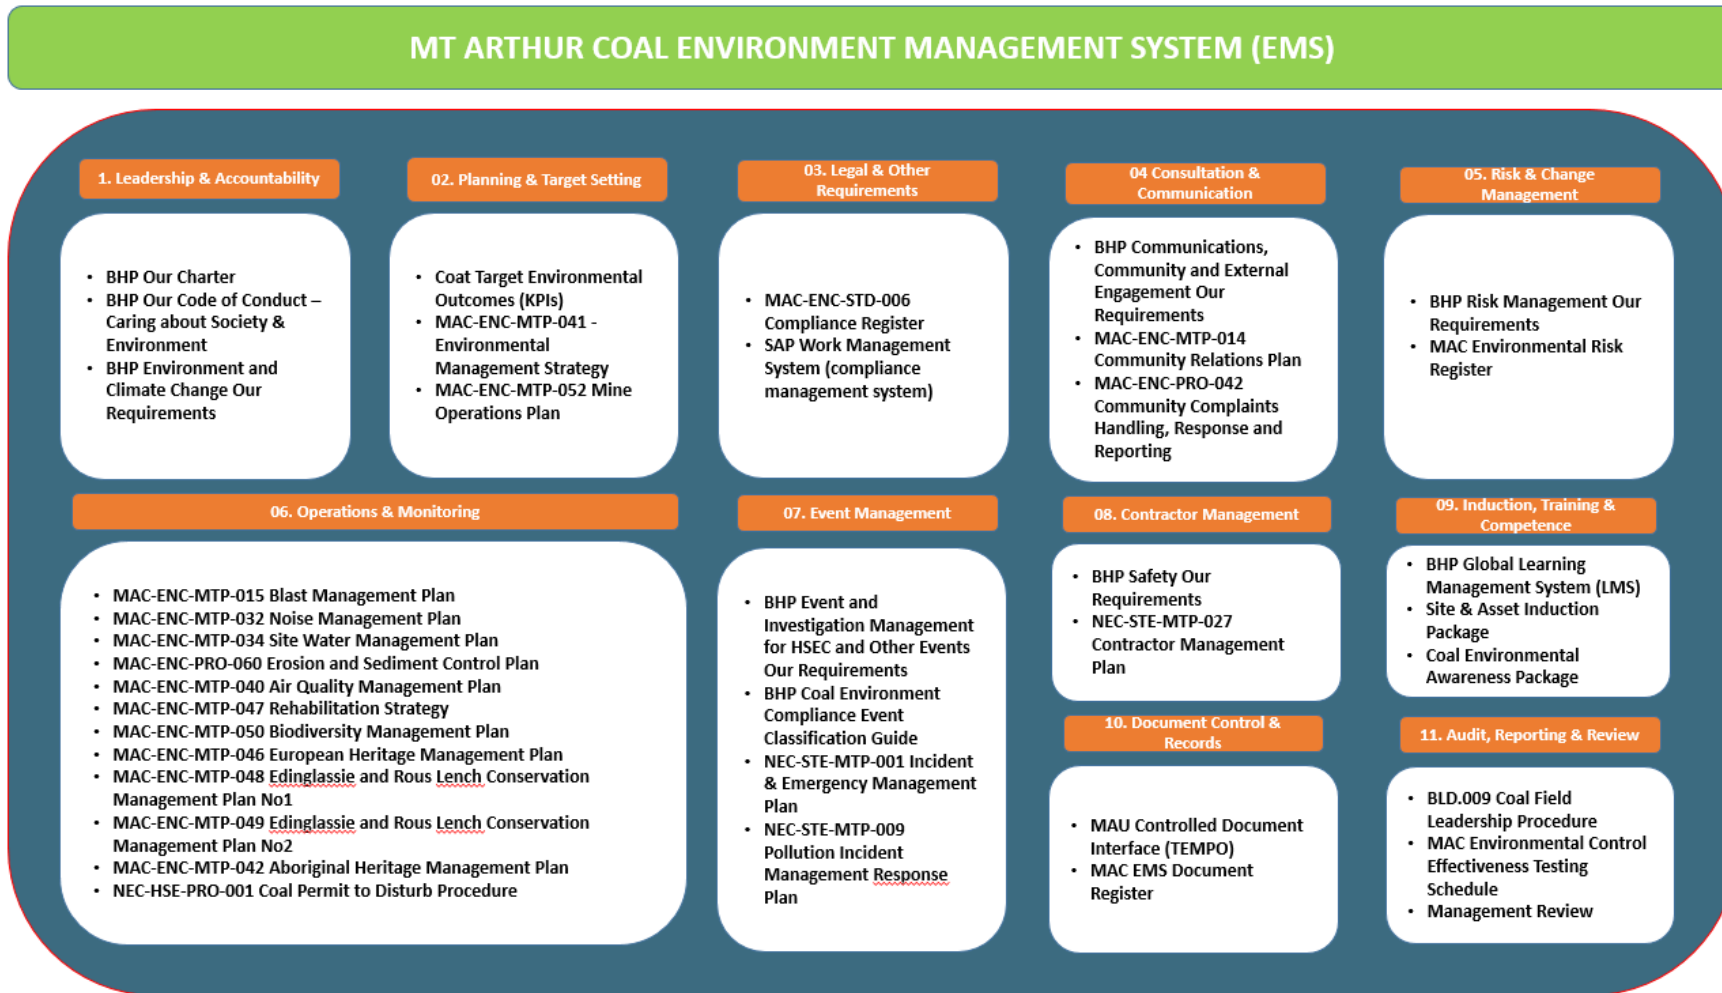 MT ARTHUR COAL ENVIRONMENT MANAGEMENT SYSTEM (EMS)
1. Leadership & Accountability
• BHP Our Charter
• BHP Our Code of Conduct –
Caring about Society &
Environment
• BHP Environment and
Climate Change Our
Requirements
02. Planning & Target Setting
• Coat Target Environmental
Outcomes (KPIs)
• MAC-ENC-MTP-041 -
Environmental
Management Strategy
• MAC-ENC-MTP-052 Mine
Operations Plan
03. Legal & Other
Requirements
• MAC-ENC-STD-006
Compliance Register
• SAP Work Management
System (compliance
management system)
04 Consultation &
Communication
• BHP Communications,
Community and External
Engagement Our
Requirements
• MAC-ENC-MTP-014
Community Relations Plan
• MAC-ENC-PRO-042
Community Complaints
Handling, Response and
Reporting
05. Risk & Change
Management
• BHP Risk Management Our
Requirements
• MAC Environmental Risk
Register
06. Operations & Monitoring
• MAC-ENC-MTP-015 Blast Management Plan
• MAC-ENC-MTP-032 Noise Management Plan
• MAC-ENC-MTP-034 Site Water Management Plan
• MAC-ENC-PRO-060 Erosion and Sediment Control Plan
• MAC-ENC-MTP-040 Air Quality Management Plan
• MAC-ENC-MTP-047 Rehabilitation Strategy
• MAC-ENC-MTP-050 Biodiversity Management Plan
• MAC-ENC-MTP-046 European Heritage Management Plan
• MAC-ENC-MTP-048 Edinglassie and Rous Lench Conservation
Management Plan No1
• MAC-ENC-MTP-049 Edinglassie and Rous Lench Conservation
Management Plan No2
• MAC-ENC-MTP-042 Aboriginal Heritage Management Plan
• NEC-HSE-PRO-001 Coal Permit to Disturb Procedure
07. Event Management
• BHP Event and
Investigation Management
for HSEC and Other Events
Our Requirements
• BHP Coal Environment
Compliance Event
Classification Guide
• NEC-STE-MTP-001 Incident
& Emergency Management
Plan
• NEC-STE-MTP-009
Pollution Incident
Management Response
Plan
08. Contractor Management
• BHP Safety Our
Requirements
• NEC-STE-MTP-027
Contractor Management
Plan
09. Induction, Training &
Competence
• BHP Global Learning
Management System (LMS)
• Site & Asset Induction
Package
• Coal Environmental
Awareness Package
10. Document Control &
Records
• MAU Controlled Document
Interface (TEMPO)
• MAC EMS Document
Register
11. Audit, Reporting & Review
• BLD.009 Coal Field
Leadership Procedure
• MAC Environmental Control
Effectiveness Testing
Schedule
• Management Review